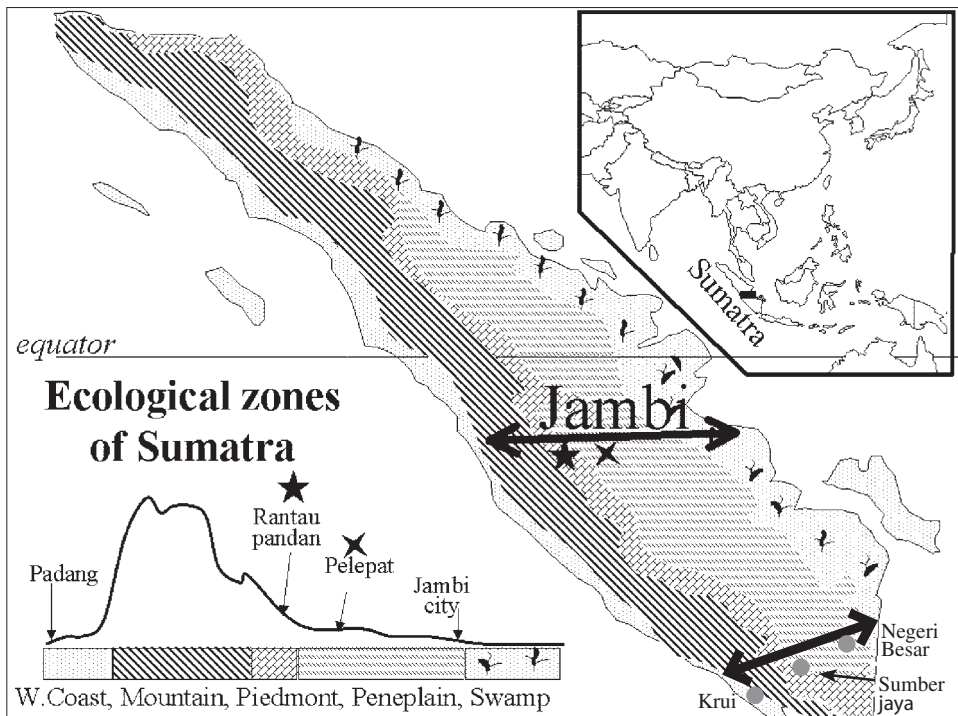 Sumatra
equator
Ecological zones
of Sumatra
Jambi
Rantau
pandan
Pelepat
Padang
Jambi
city
W.Coast, Mountain, Piedmont, Peneplain, Swamp
Negeri
Besar
Sumber
jaya
Krui